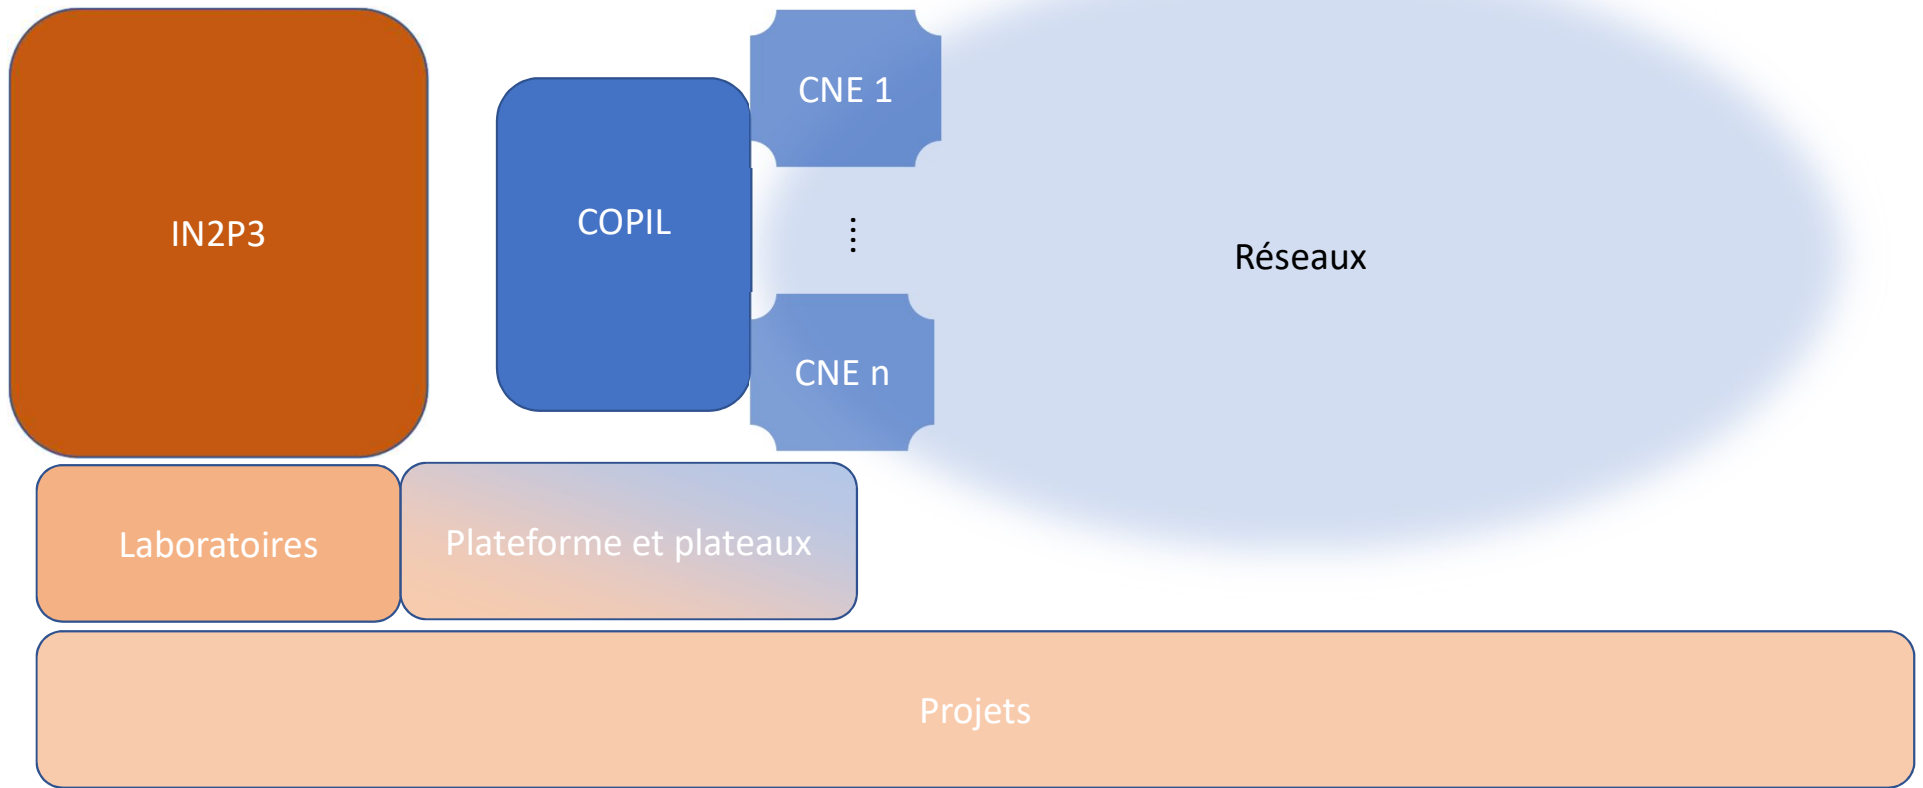 CNE 1
IN2P3
COPIL
....
Réseaux
CNE n
Laboratoires
Plateforme et plateaux
Projets